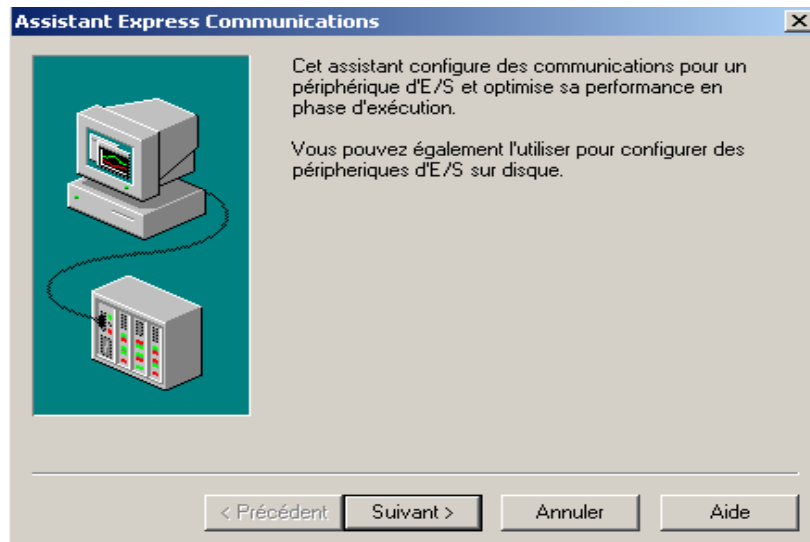 Assistant Express Communications
Cet assistant configure des communications pour un
périphérique d'E/S et optimise sa performance en
phase d'exécution.
Vous pouvez également l'utiliser pour configurer des
péripheriques d'E/S sur disque.
< Précédent
Suivant >
Annuler
Aide